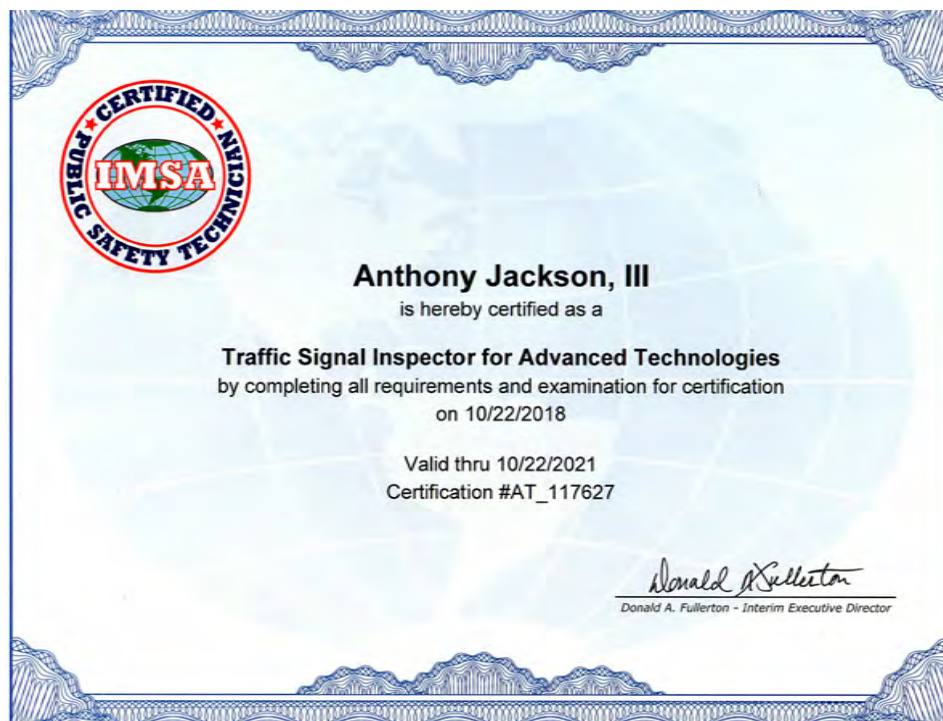 CERTIFIED
PUBLIC SAFETY TECHNICIAN
IMSA
Anthony Jackson, III
is hereby certified as a
Traffic Signal Inspector for Advanced Technologies
by completing all requirements and examination for certification
on 10/22/2018
Valid thru 10/22/2021
Certification #AT_117627
Donald A Fullerton
Donald A. Fullerton - Interim Executive Director